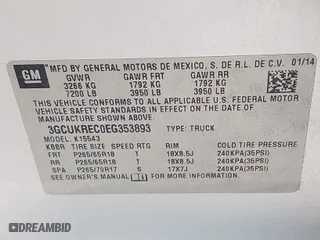 GM
MFD BY GENERAL MOTORS DE MEXICO, S. DE R.L. DE C.V. 01/14
GVWR GAWR FRT GAWR RR
3266 KG 1792 KG 1792 KG
7200 LB 3950 LB 3950 LB
THIS VEHICLE CONFORMS TO ALL APPLICABLE U.S. FEDERAL MOTOR
VEHICLE SAFETY STANDARDS IN EFFECT
ON THE DATE OF MANUFACTURE SHOWN ABOVE.
3GCUKREC0EG353893 TYPE: TRUCK
MODEL: K15543
KBBR TIRE SIZE SPEED RTG RIM COLD TIRE PRESSURE
FRT P265/65R18 T 18X8.5J 240KPA(35PSI)
RR P265/65R18 T 18X8.5J 240KPA(35PSI)
SPA P265/70R17 S 17X7J 240KPA(35PSI)
SEE OWNER'S MANUAL FOR ADDITIONAL INFORMATION
autobidcar